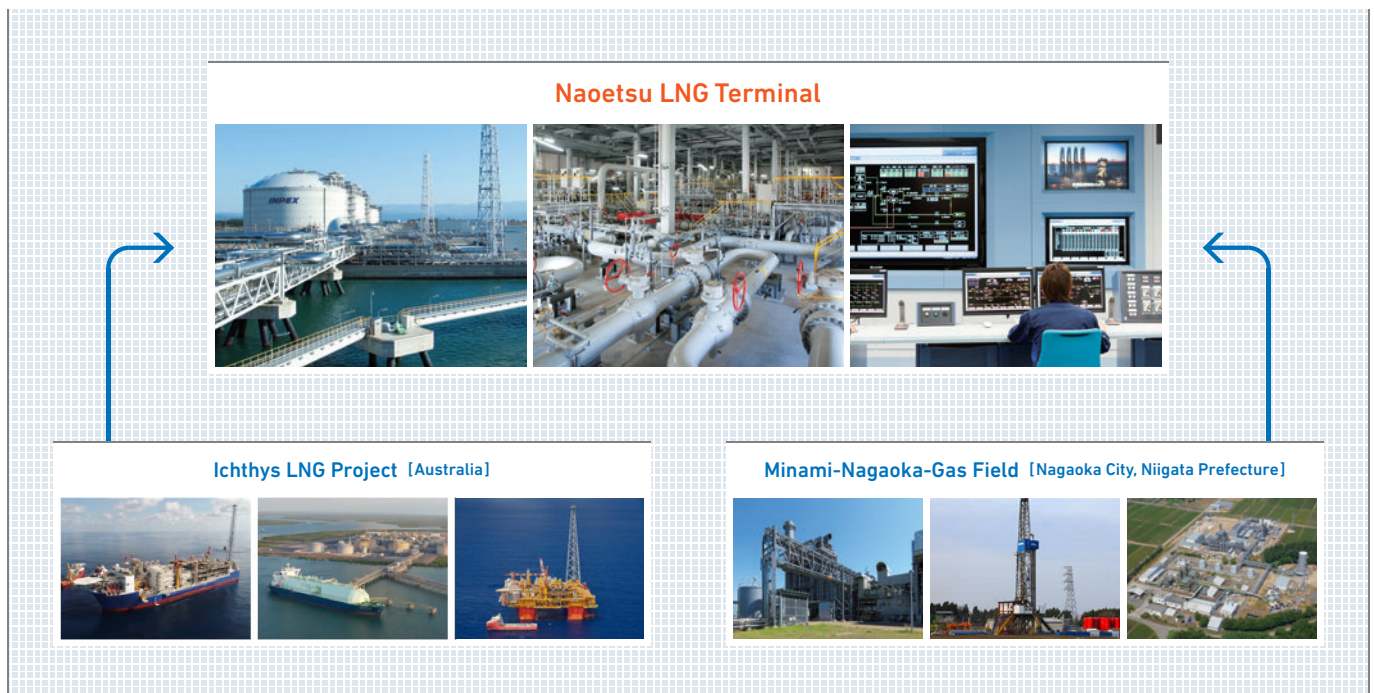 Naoetsu LNG Terminal
INPEX
Ichthys LNG Project [Australia]
Minami-Nagaoka-Gas Field [Nagaoka City, Niigata Prefecture]